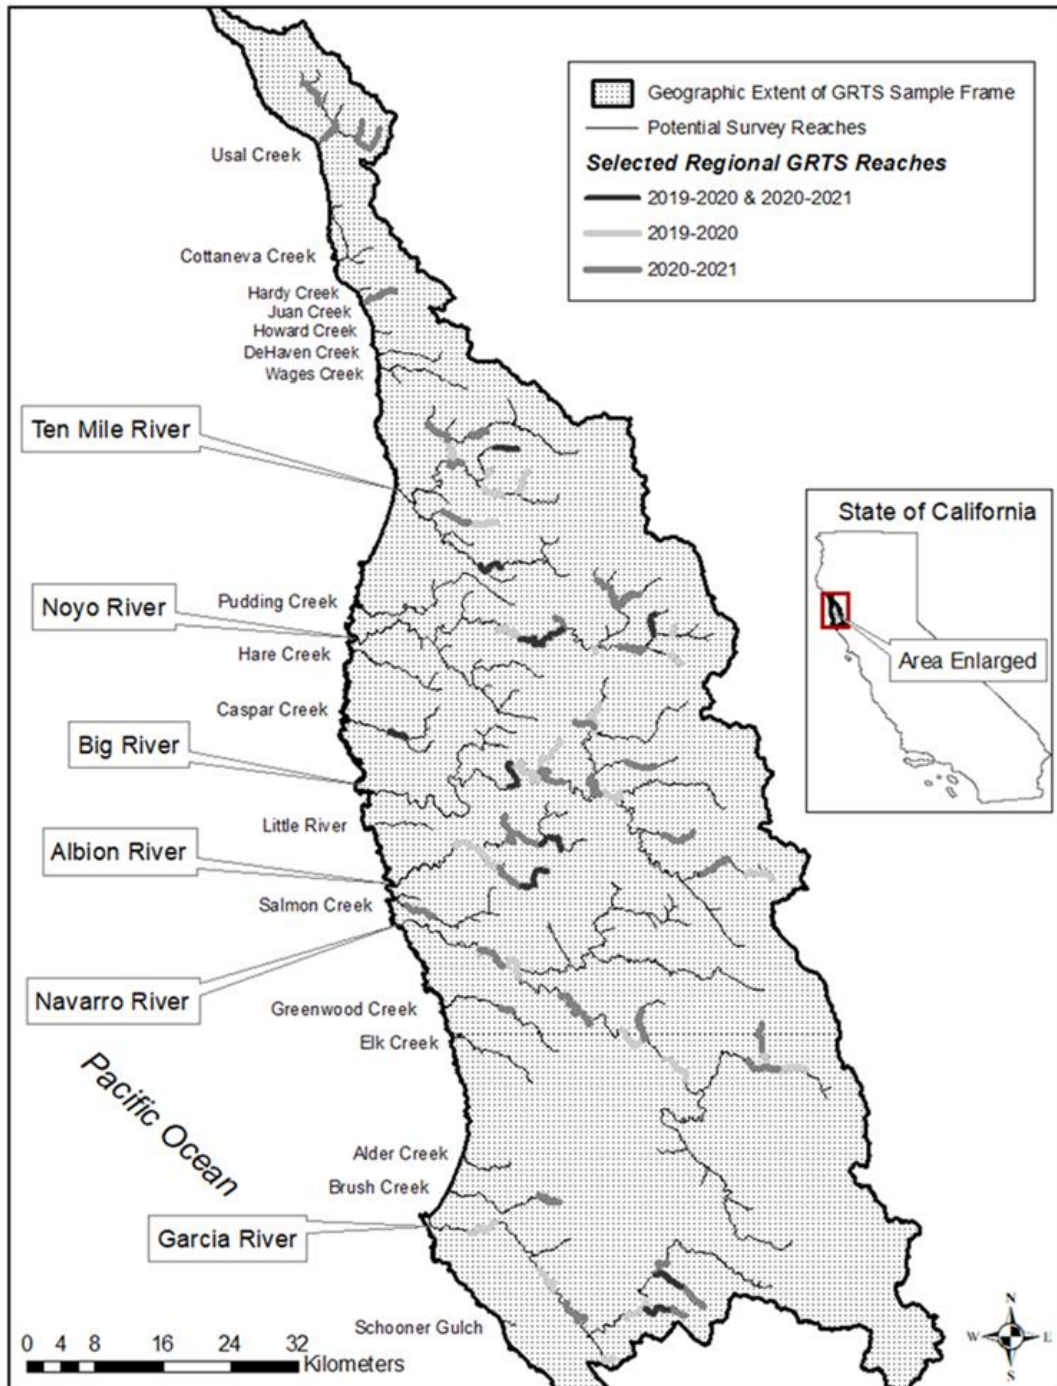 Geographic Extent of GRTS Sample Frame
Potential Survey Reaches
Selected Regional GRTS Reaches
2019-2020 & 2020-2021
2019-2020
2020-2021
Usal Creek
Cottaneva Creek
Hardy Creek
Juan Creek
Howard Creek
DeHaven Creek
Wages Creek
Ten Mile River
State of California
Area Enlarged
Pudding Creek
Noyo River
Hare Creek
Caspar Creek
Big River
Little River
Albion River
Salmon Creek
Navarro River
Greenwood Creek
Elk Creek
Pacific Ocean
Alder Creek
Brush Creek
Garcia River
Schooner Gulch
0 4 8 16 24 32
Kilometers
N
W E
S